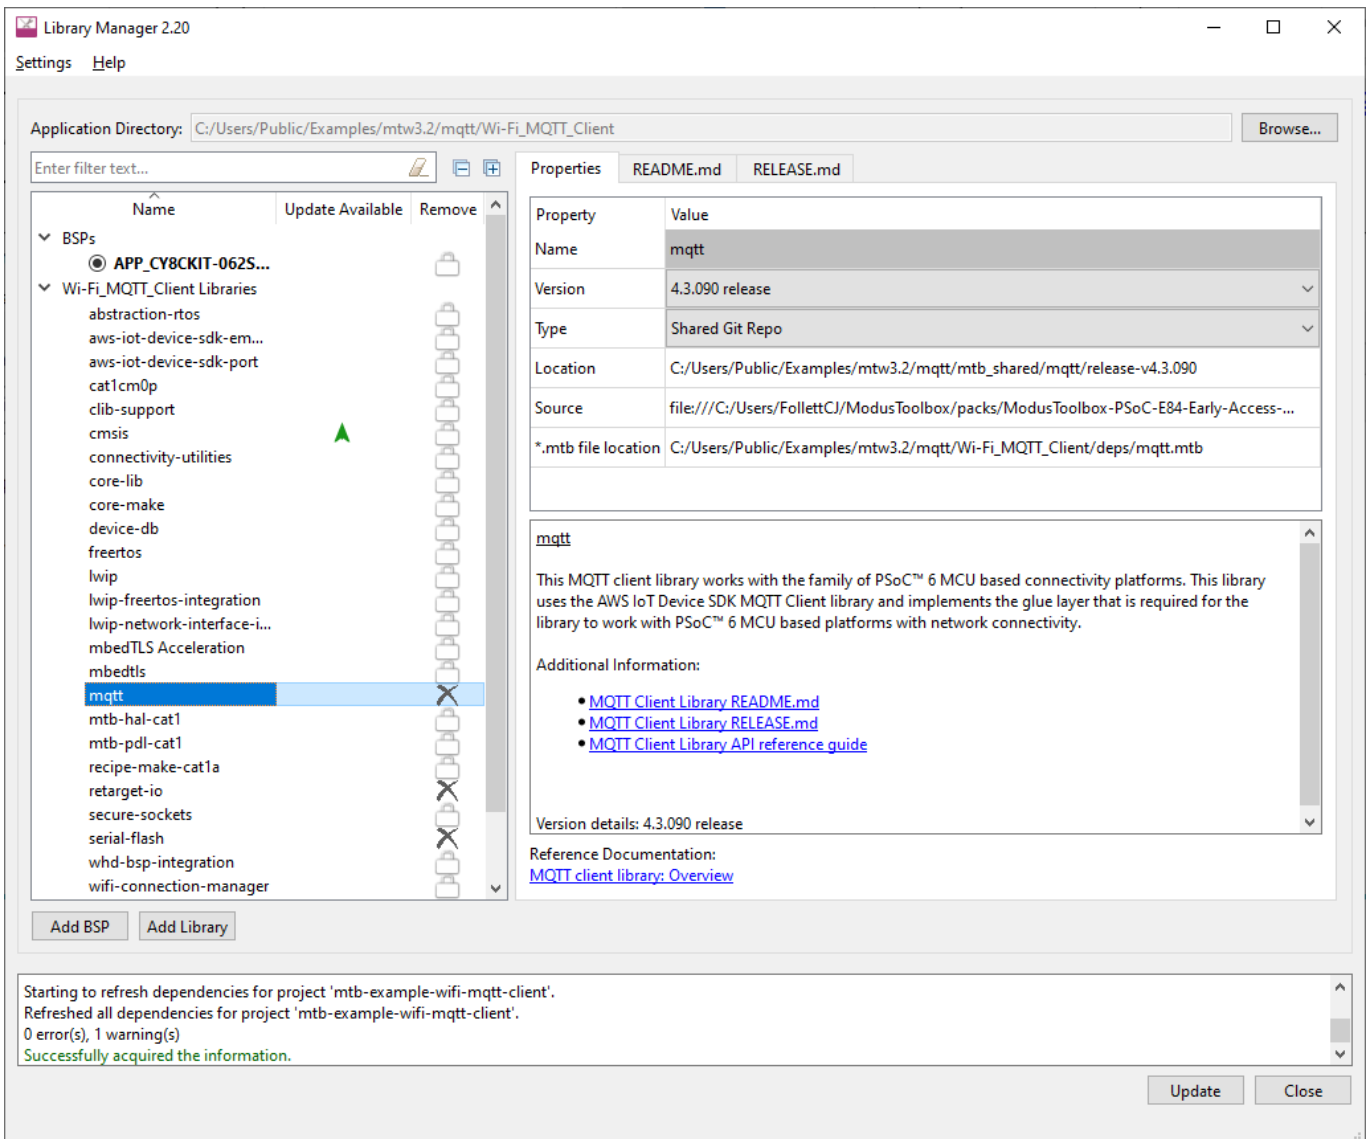 Library Manager 2.20
Settings Help
Application Directory: C:/Users/Public/Examples/mtw3.2/mqtt/Wi-Fi_MQTT_Client Browse...
Enter filter text...
Name Update Available Remove
BSPs
APP_CY8CKIT-062S...
Wi-Fi_MQTT_Client Libraries
abstraction-rtos
aws-iot-device-sdk-em...
aws-iot-device-sdk-port
cat1cm0p
clib-support
cmsis
connectivity-utilities
core-lib
core-make
device-db
freertos
lwip
lwip-freertos-integration
lwip-network-interface-i...
mbedTLS Acceleration
mbedtls
mqtt
mtb-hal-cat1
mtb-pdl-cat1
recipe-make-cat1a
retarget-io
secure-sockets
serial-flash
whd-bsp-integration
wifi-connection-manager
Add BSP Add Library
Properties README.md RELEASE.md
Property Value
Name mqtt
Version 4.3.090 release
Type Shared Git Repo
Location C:/Users/Public/Examples/mtw3.2/mqtt/mtb_shared/mqtt/release-v4.3.090
Source file:///C:/Users/FollettCJ/ModusToolbox/packs/ModusToolbox-PSoC-E84-Early-Access-...
*.mtb file location C:/Users/Public/Examples/mtw3.2/mqtt/Wi-Fi_MQTT_Client/deps/mqtt.mtb
mqtt
This MQTT client library works with the family of PSoC™ 6 MCU based connectivity platforms. This library
uses the AWS IoT Device SDK MQTT Client library and implements the glue layer that is required for the
library to work with PSoC™ 6 MCU based platforms with network connectivity.
Additional Information:
• MQTT Client Library README.md
• MQTT Client Library RELEASE.md
• MQTT Client Library API reference guide
Version details: 4.3.090 release
Reference Documentation:
MQTT client library: Overview
Starting to refresh dependencies for project 'mtb-example-wifi-mqtt-client'.
Refreshed all dependencies for project 'mtb-example-wifi-mqtt-client'.
0 error(s), 1 warning(s)
Successfully acquired the information.
Update Close